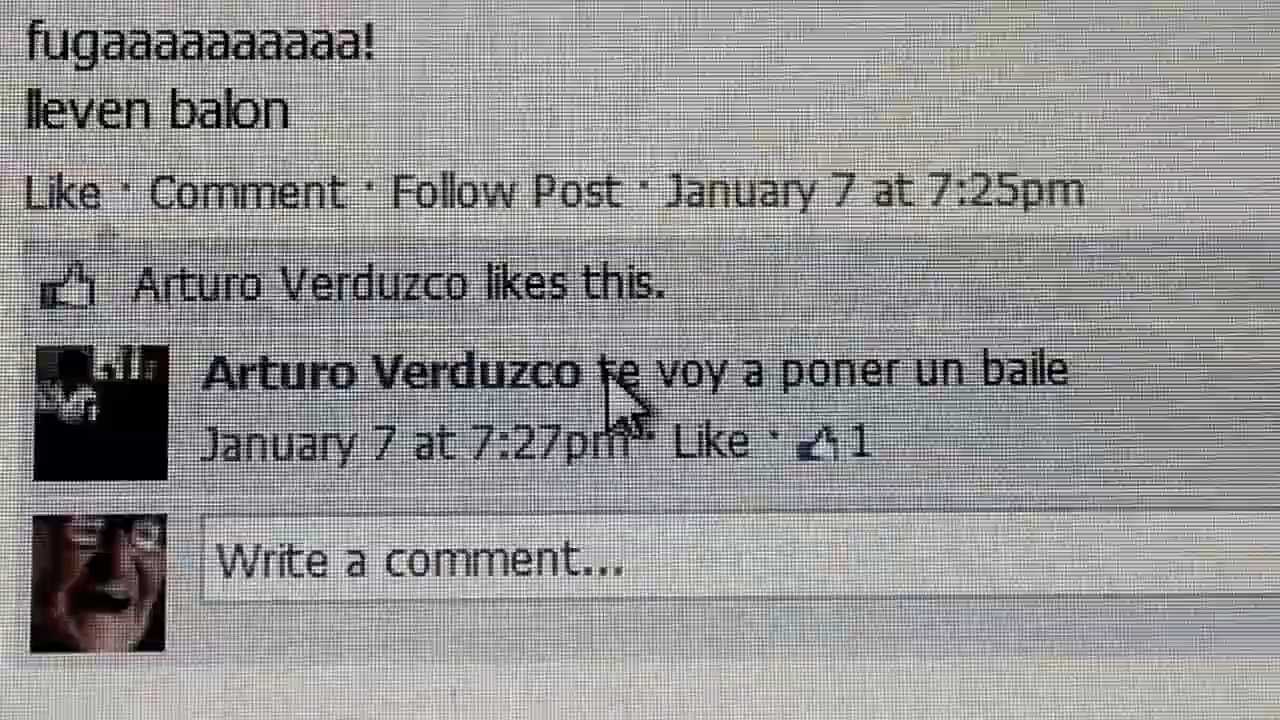 fugaaaaaaaaaa!
lleven balon
Like · Comment · Follow Post · January 7 at 7:25pm
Arturo Verduzco likes this.
Arturo Verduzco te voy a poner un baile
January 7 at 7:27pm · Like · 1
Write a comment...